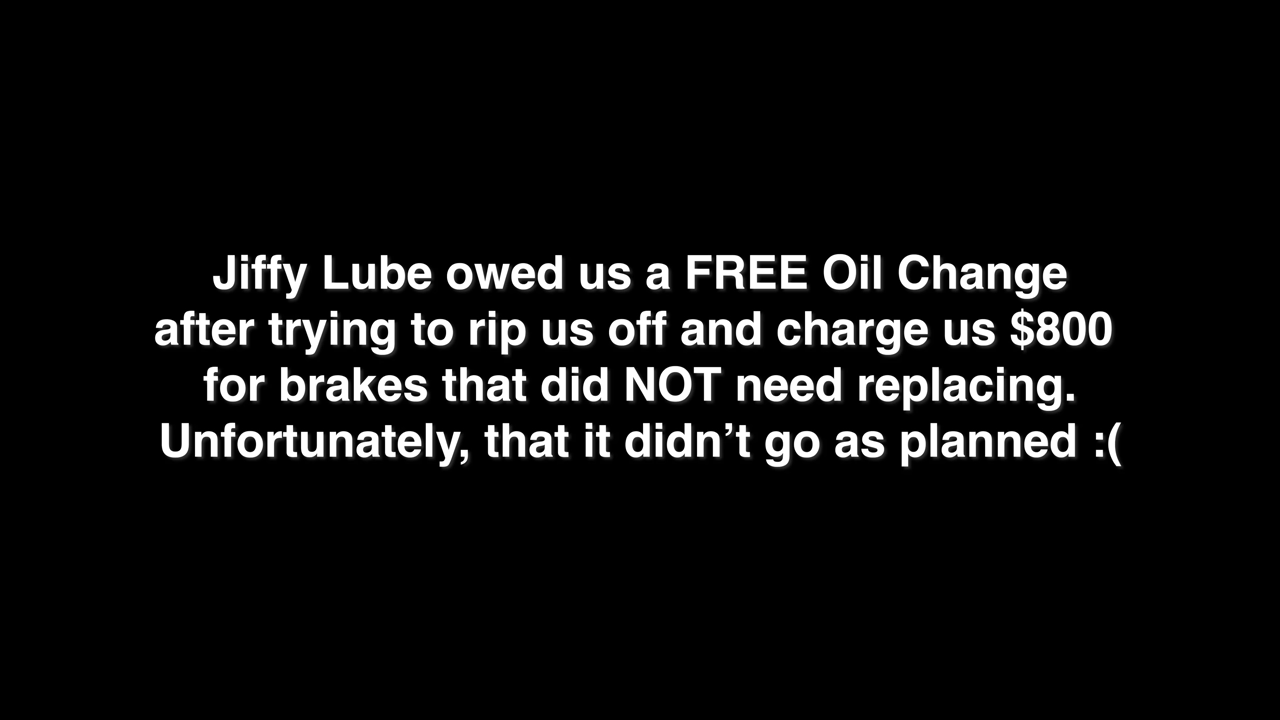 Jiffy Lube owed us a FREE Oil Change
after trying to rip us off and charge us $800
for brakes that did NOT need replacing.
Unfortunately, that it didn’t go as planned :(